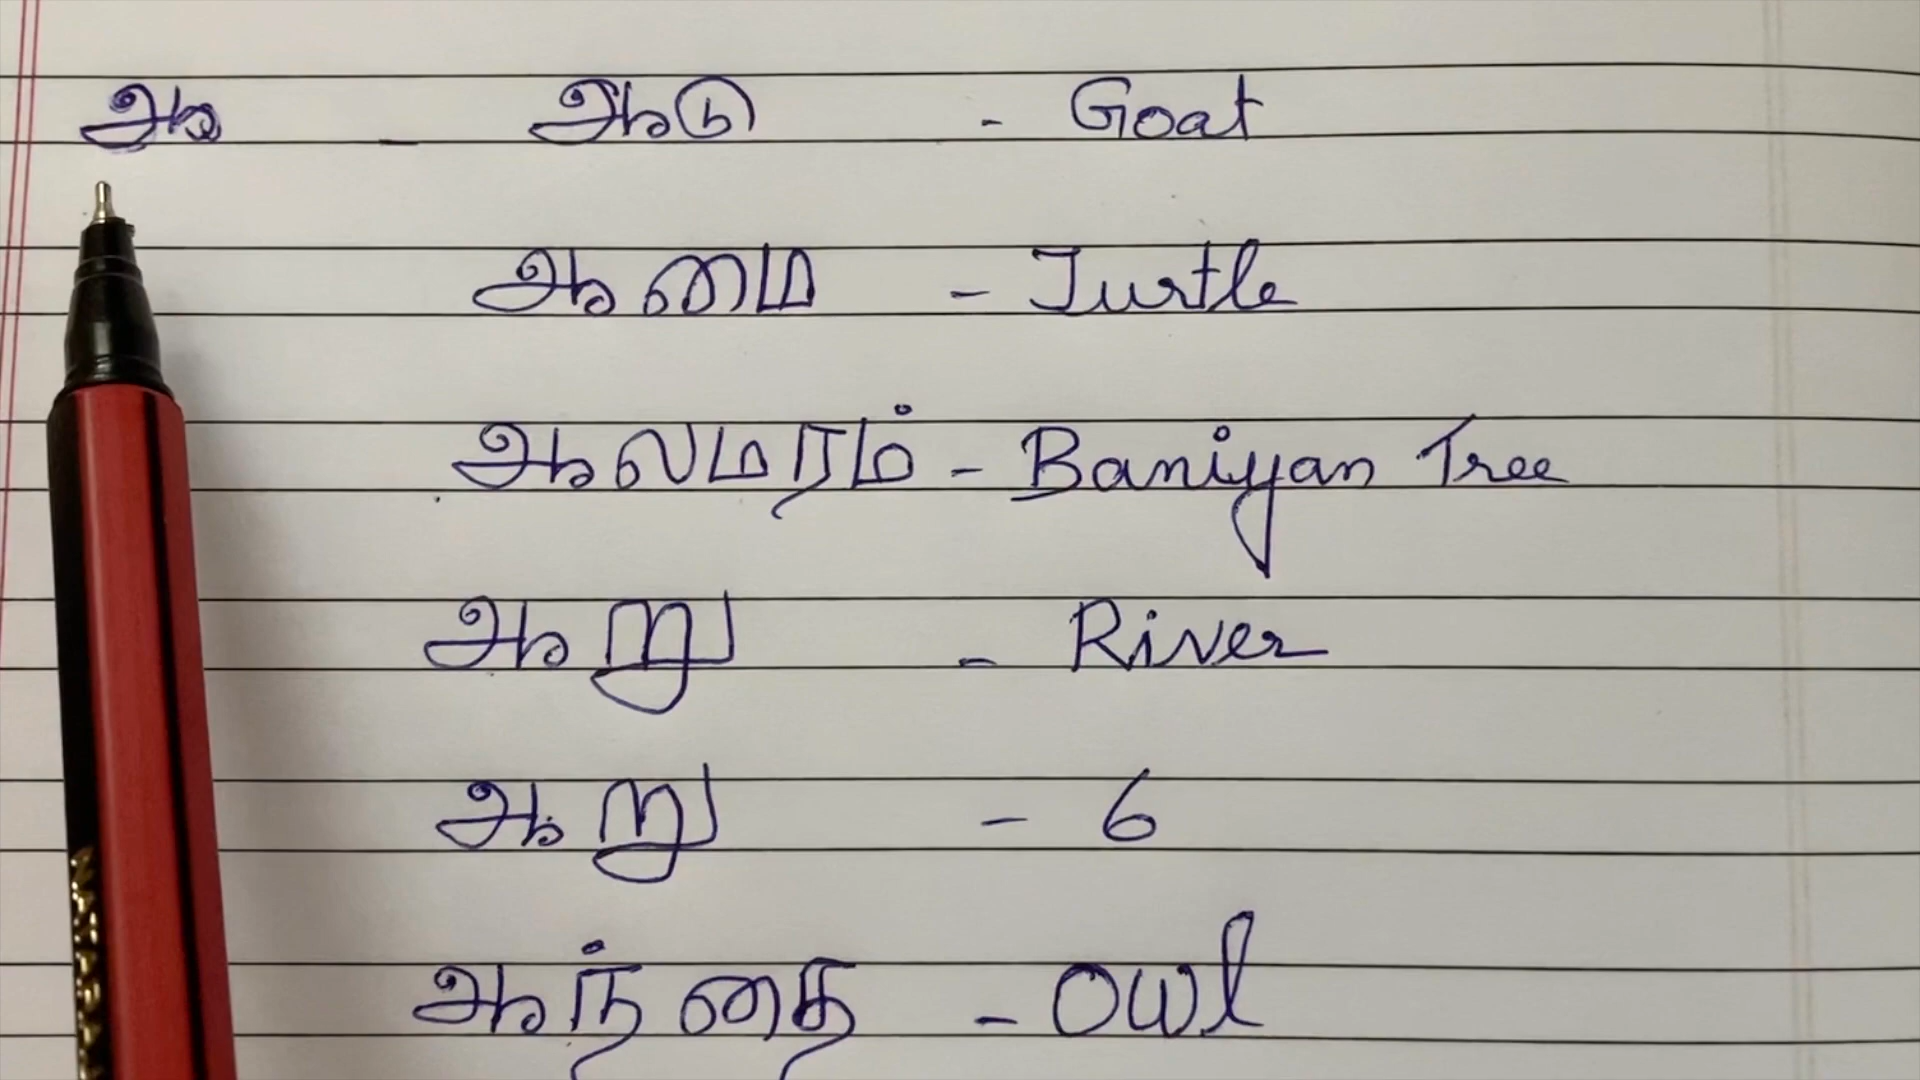 ஆ - ஆடு - Goat
ஆமை - Turtle
ஆலமரம் - Baniyan Tree
ஆறு - River
ஆறு - 6
ஆந்தை - Owl